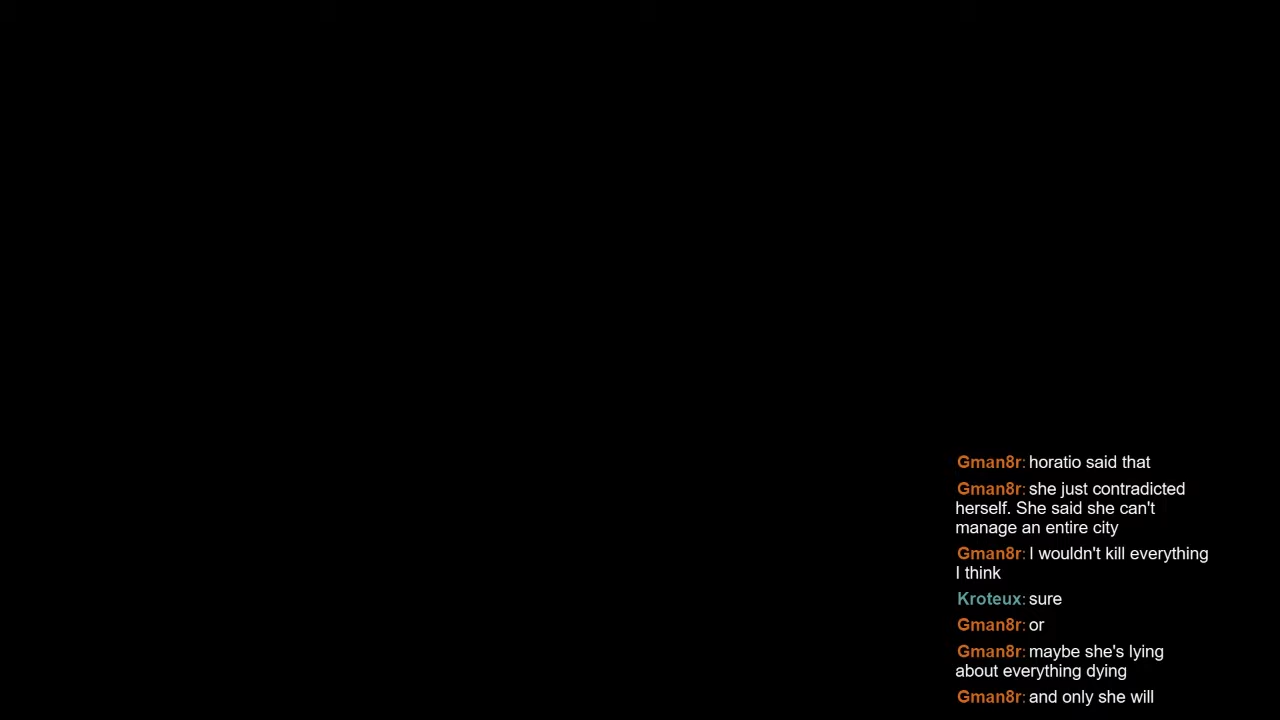 Gman8r: horatio said that
Gman8r: she just contradicted
herself. She said she can't
manage an entire city
Gman8r: I wouldn't kill everything
I think
Kroteux: sure
Gman8r: or
Gman8r: maybe she's lying
about everything dying
Gman8r: and only she will